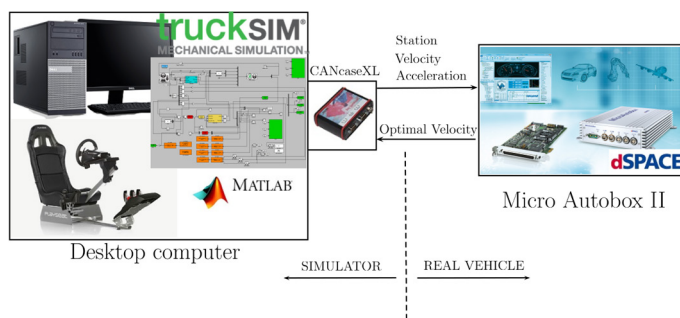 truckSIM®
MECHANICAL SIMULATION
MATLAB
Desktop computer
CANcaseXL
Station
Velocity
Acceleration
Optimal Velocity
dSPACE
Micro Autobox II
SIMULATOR
REAL VEHICLE